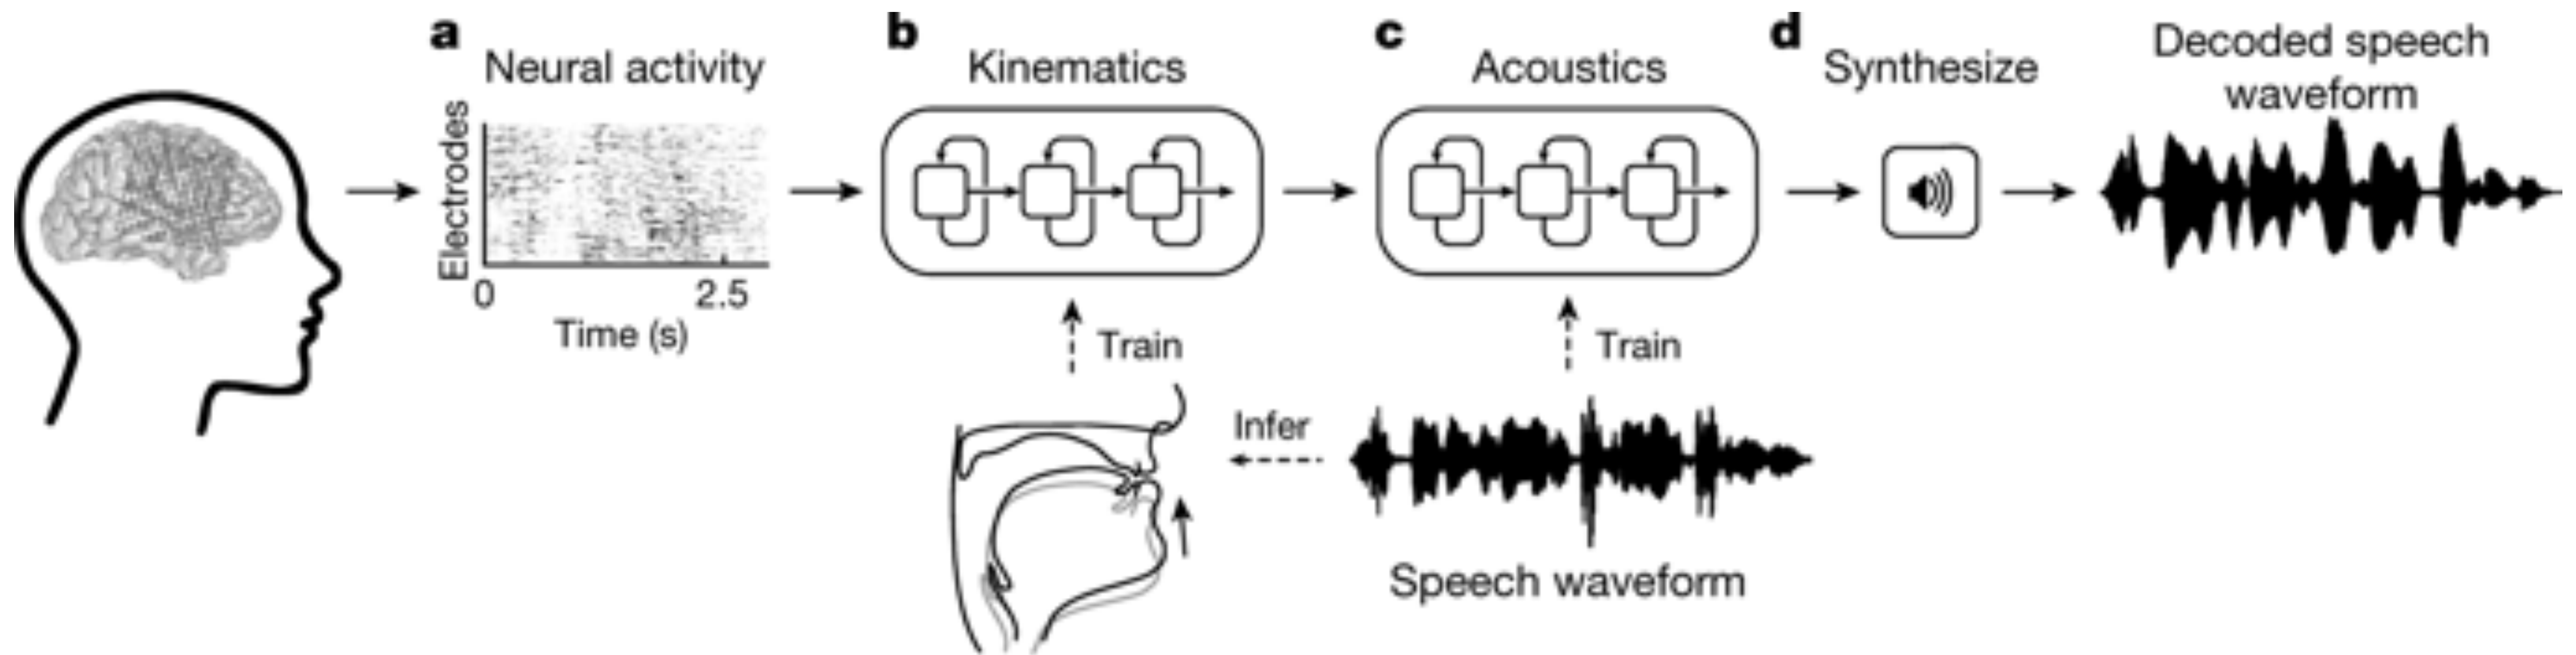 a
Neural activity
Electrodes
0
2.5
Time (s)
b
Kinematics
Train
c
Acoustics
Train
Infer
Speech waveform
d
Synthesize
Decoded speech
waveform